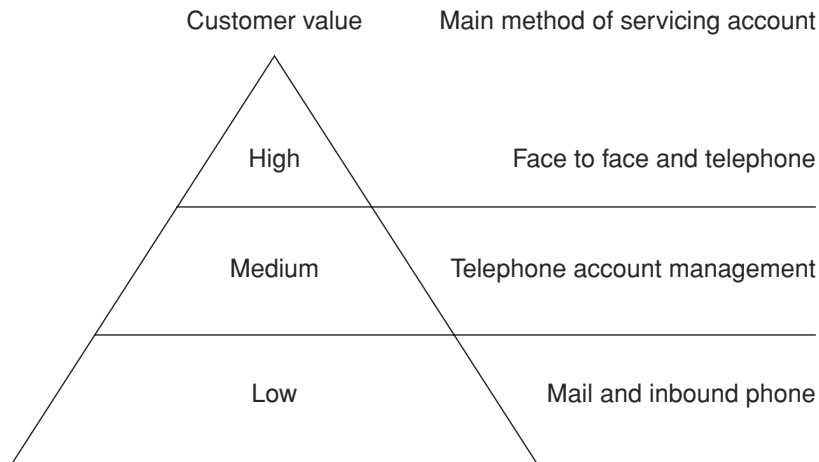 Customer value Main method of servicing account
High Face to face and telephone
Medium Telephone account management
Low Mail and inbound phone